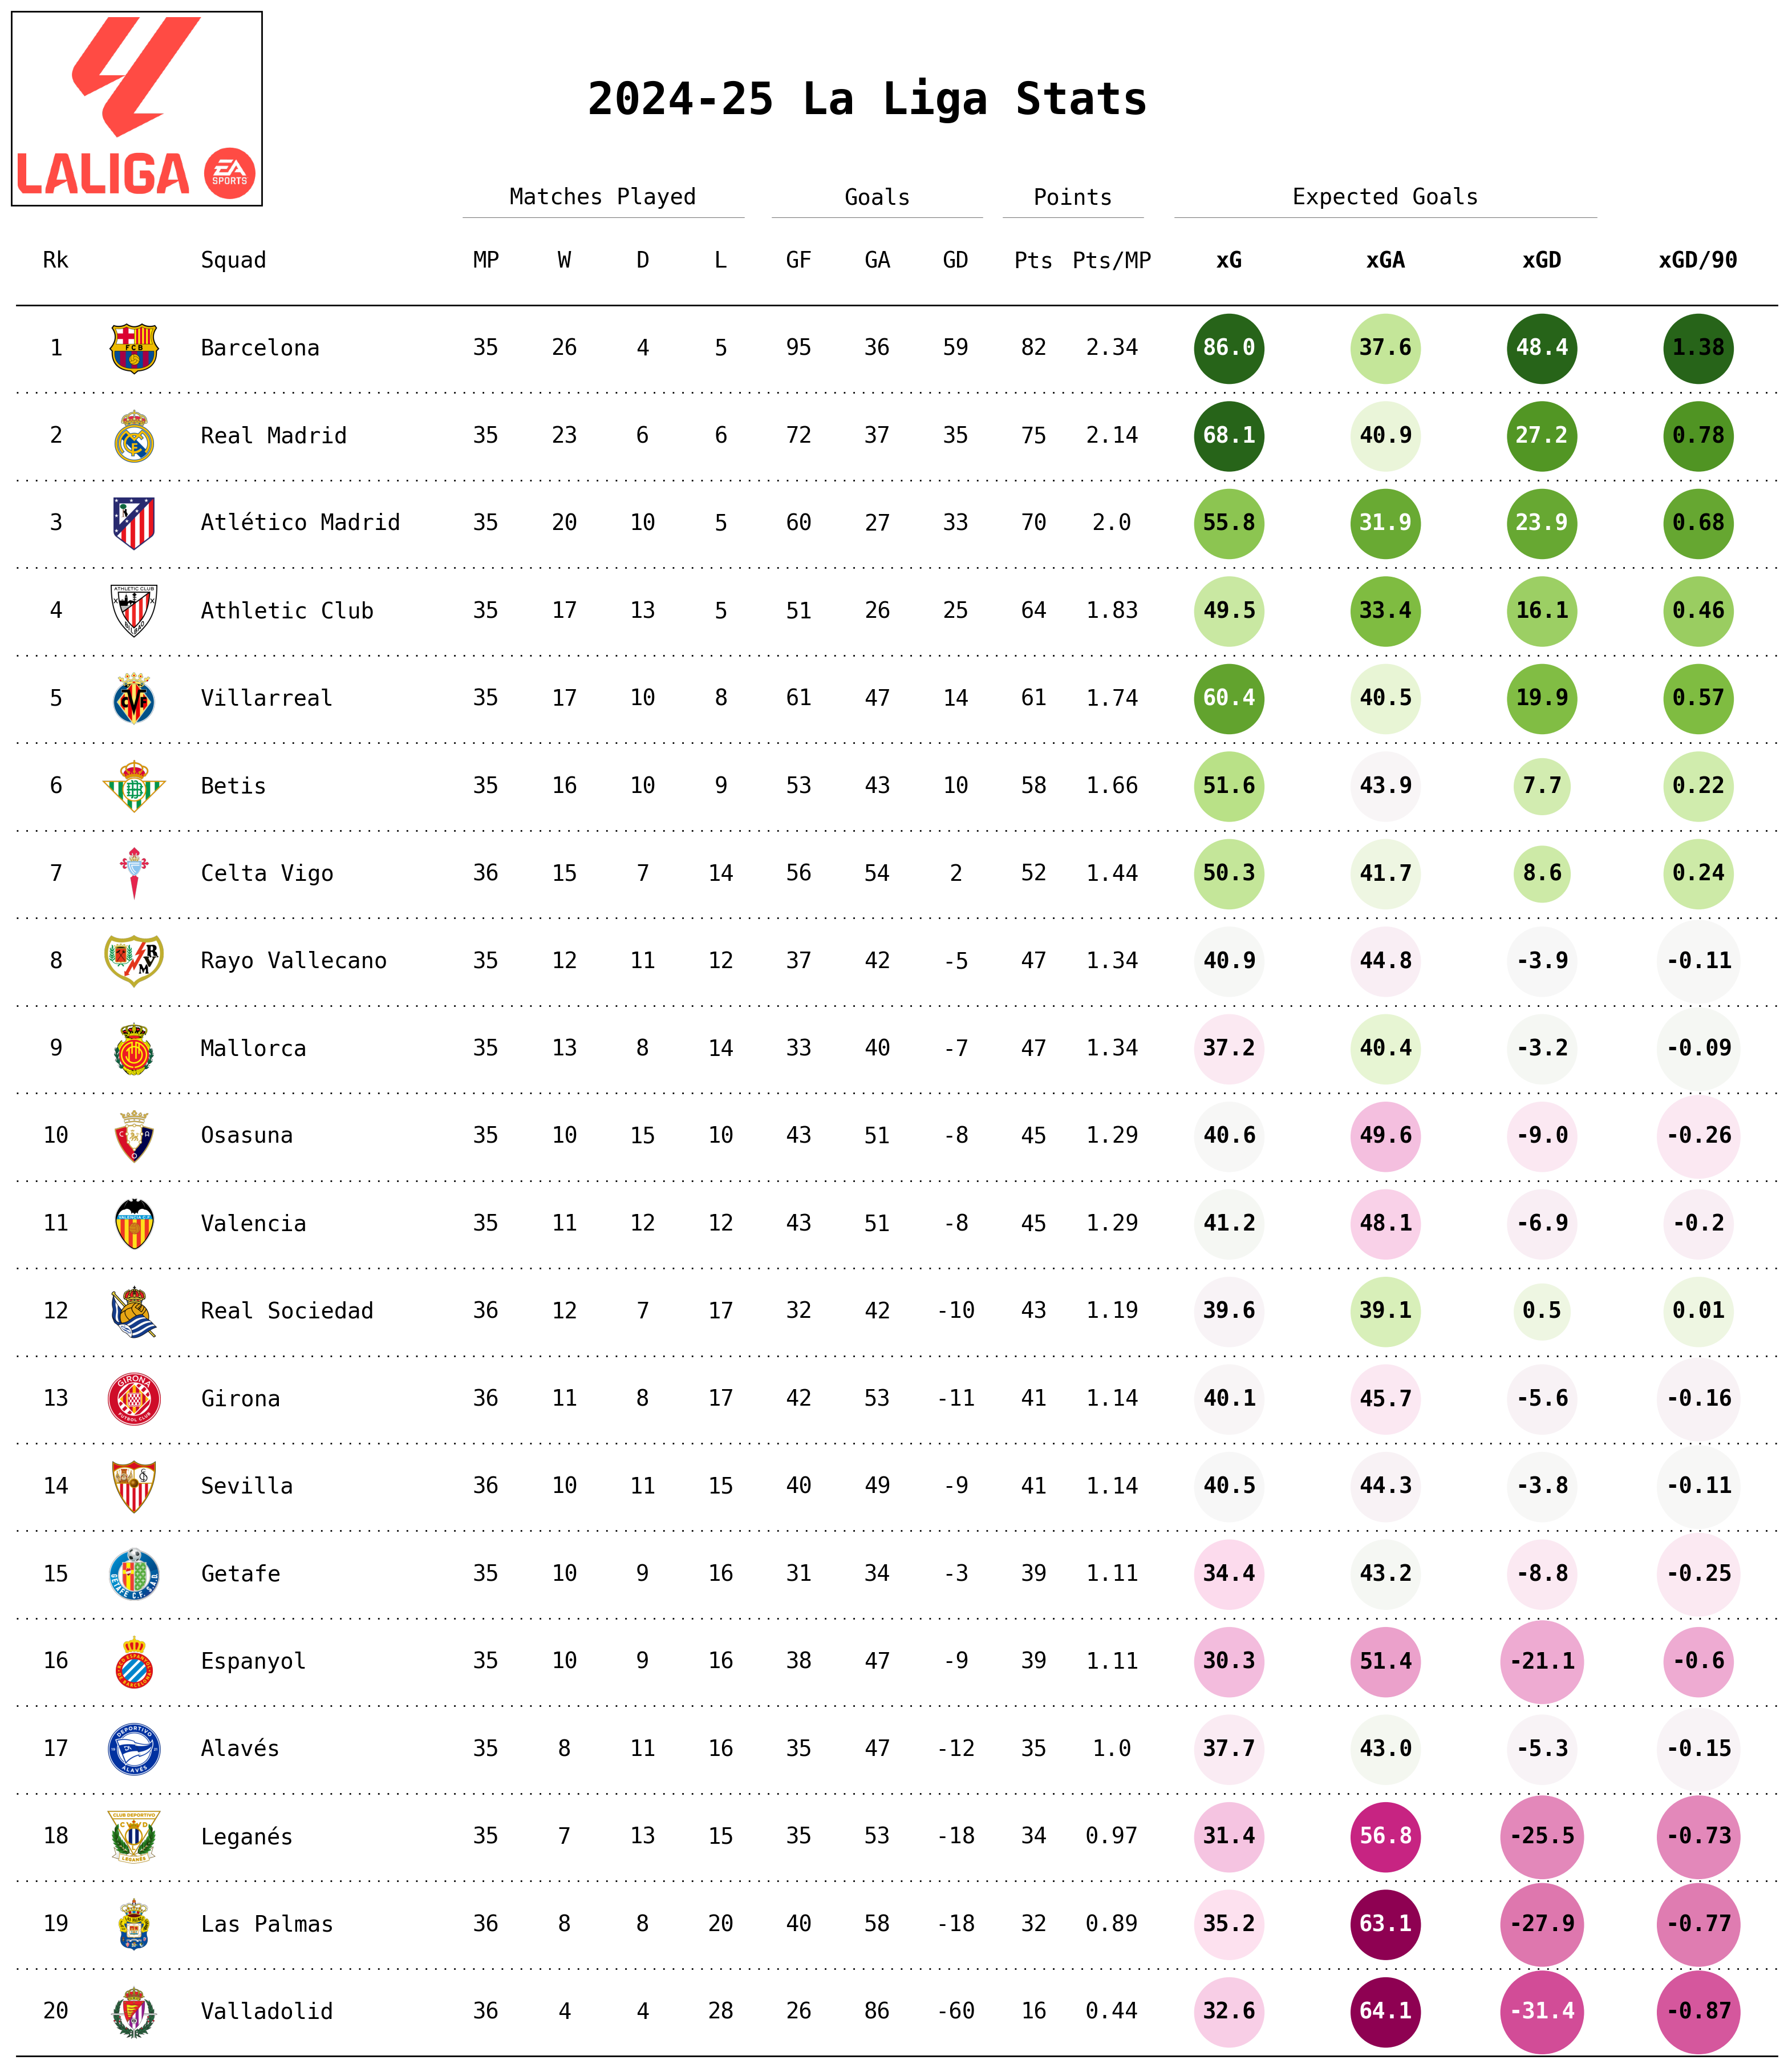 LALIGA EA SPORTS
2024-25 La Liga Stats
Matches Played Goals Points Expected Goals
Rk Squad MP W D L GF GA GD Pts Pts/MP xG xGA xGD xGD/90
1 Barcelona 35 26 4 5 95 36 59 82 2.34 86.0 37.6 48.4 1.38
2 Real Madrid 35 23 6 6 72 37 35 75 2.14 68.1 40.9 27.2 0.78
3 Atlético Madrid 35 20 10 5 60 27 33 70 2.0 55.8 31.9 23.9 0.68
4 Athletic Club 35 17 13 5 51 26 25 64 1.83 49.5 33.4 16.1 0.46
5 Villarreal 35 17 10 8 61 47 14 61 1.74 60.4 40.5 19.9 0.57
6 Betis 35 16 10 9 53 43 10 58 1.66 51.6 43.9 7.7 0.22
7 Celta Vigo 36 15 7 14 56 54 2 52 1.44 50.3 41.7 8.6 0.24
8 Rayo Vallecano 35 12 11 12 37 42 -5 47 1.34 40.9 44.8 -3.9 -0.11
9 Mallorca 35 13 8 14 33 40 -7 47 1.34 37.2 40.4 -3.2 -0.09
10 Osasuna 35 10 15 10 43 51 -8 45 1.29 40.6 49.6 -9.0 -0.26
11 Valencia 35 11 12 12 43 51 -8 45 1.29 41.2 48.1 -6.9 -0.2
12 Real Sociedad 36 12 7 17 32 42 -10 43 1.19 39.6 39.1 0.5 0.01
13 Girona 36 11 8 17 42 53 -11 41 1.14 40.1 45.7 -5.6 -0.16
14 Sevilla 36 10 11 15 40 49 -9 41 1.14 40.5 44.3 -3.8 -0.11
15 Getafe 35 10 9 16 31 34 -3 39 1.11 34.4 43.2 -8.8 -0.25
16 Espanyol 35 10 9 16 38 47 -9 39 1.11 30.3 51.4 -21.1 -0.6
17 Alavés 35 8 11 16 35 47 -12 35 1.0 37.7 43.0 -5.3 -0.15
18 Leganés 35 7 13 15 35 53 -18 34 0.97 31.4 56.8 -25.5 -0.73
19 Las Palmas 36 8 8 20 40 58 -18 32 0.89 35.2 63.1 -27.9 -0.77
20 Valladolid 36 4 4 28 26 86 -60 16 0.44 32.6 64.1 -31.4 -0.87